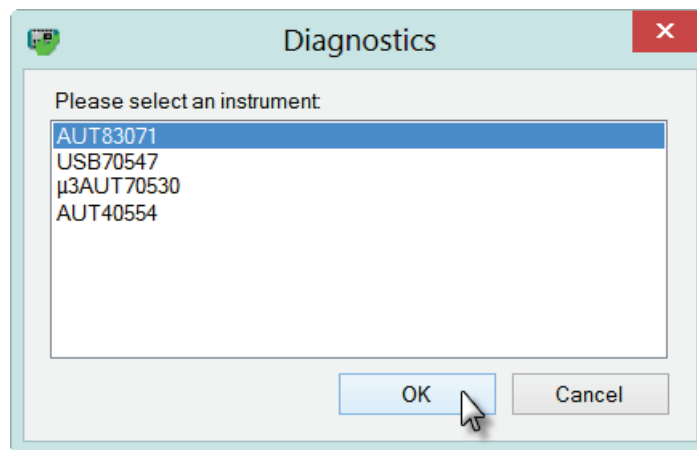 Diagnostics
Please select an instrument:
AUT83071
USB70547
µ3AUT70530
AUT40554
OK
Cancel